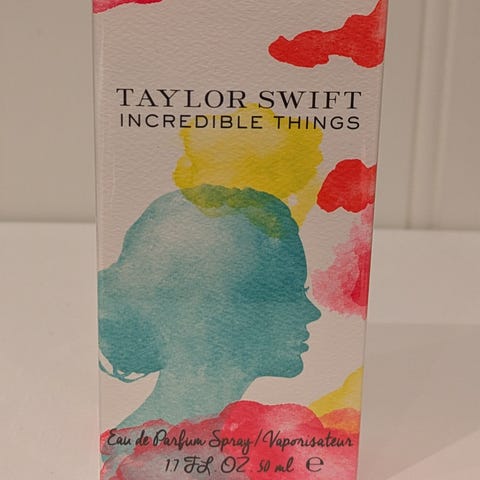 TAYLOR SWIFT
INCREDIBLE THINGS
Eau de Parfum Spray/Vaporisateur
1.7 FL. OZ. 50 ml ℮